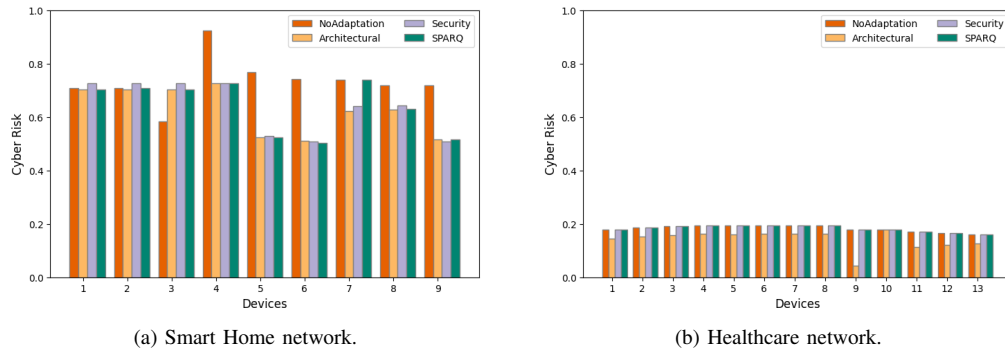 1.0
0.8
0.6
0.4
0.2
0.0
Cyber Risk
NoAdaptation
Architectural
Security
SPARQ
1 2 3 4 5 6 7 8 9
Devices
(a) Smart Home network.
1.0
0.8
0.6
0.4
0.2
0.0
Cyber Risk
NoAdaptation
Architectural
Security
SPARQ
1 2 3 4 5 6 7 8 9 10 11 12 13
Devices
(b) Healthcare network.